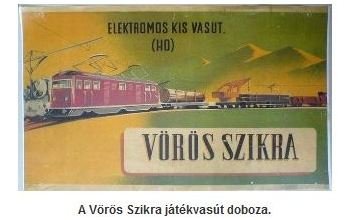 ELEKTROMOS KIS VASUT.
(HO)
VÖRÖS SZIKRA
A Vörös Szikra játékvasút doboza.